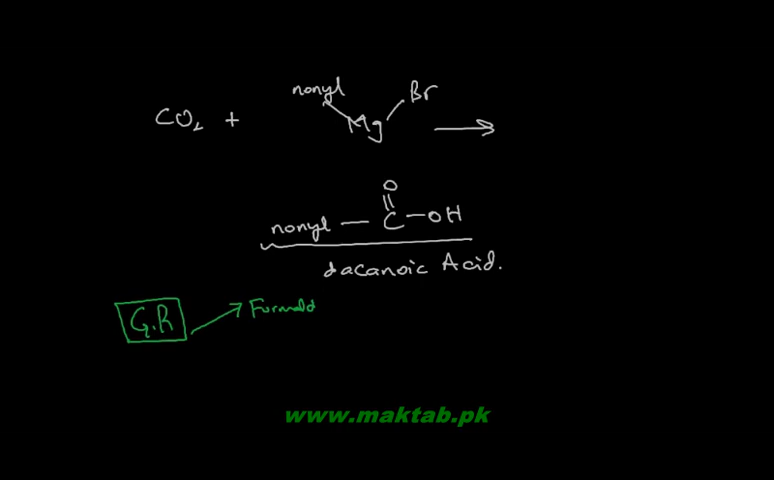 nonyl Br
CO₂ + Mg
O
nonyl — C — OH
dacanoic Acid.
G.R Formald
www.maktab.pk